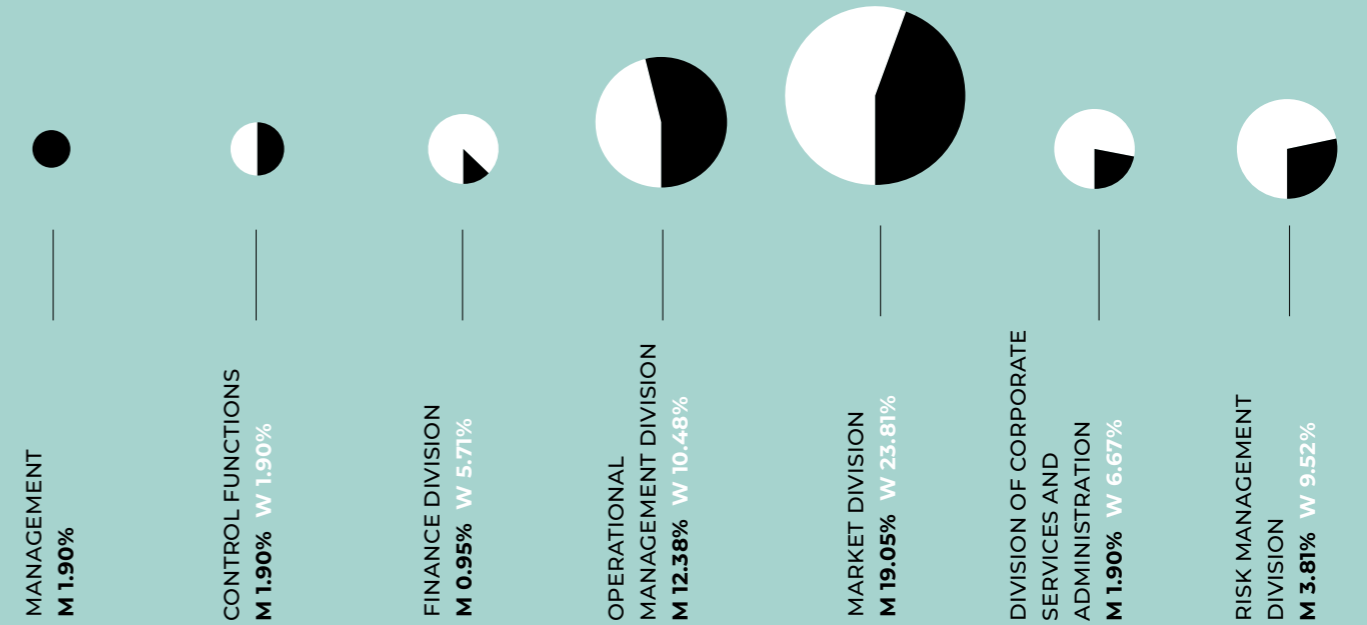 MANAGEMENT
M 1.90%
CONTROL FUNCTIONS
M 1.90% W 1.90%
FINANCE DIVISION
M 0.95% W 5.71%
OPERATIONAL
MANAGEMENT DIVISION
M 12.38% W 10.48%
MARKET DIVISION
M 19.05% W 23.81%
DIVISION OF CORPORATE
SERVICES AND
ADMINISTRATION
M 1.90% W 6.67%
RISK MANAGEMENT
DIVISION
M 3.81% W 9.52%